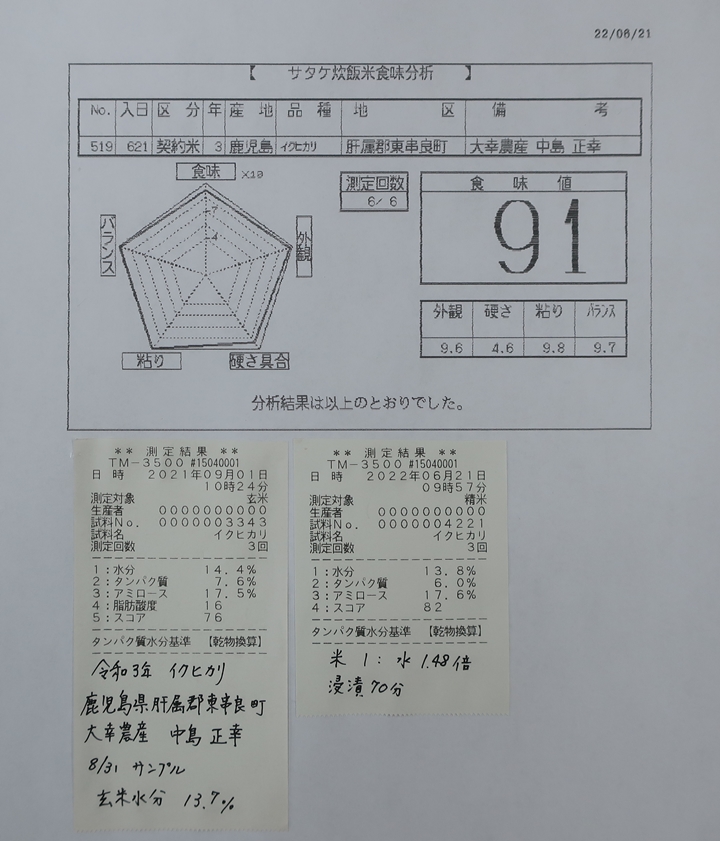 22/06/21
【 サタケ炊飯米食味分析 】
No. 入日 区分 年 産地 品種 地区 備考
519 621 契約米 3 鹿児島 イクヒカリ 肝属郡東串良町 大幸農産 中島 正幸
食味 ×10
7
4
バランス
外観
粘り
硬さ具合
測定回数
6/ 6
食味値
91
外観 硬さ 粘り バランス
9.6 4.6 9.8 9.7
分析結果は以上のとおりでした。
** 測定結果 **
TM-3500 #15040001
日 時 2021年09月01日
10時24分
測定対象 玄米
生産者 0000000000
試料No. 0000003343
試料名 イクヒカリ
測定回数 3回
1:水分 14.4%
2:タンパク質 7.6%
3:アミロース 17.5%
4:脂肪酸度 16
5:スコア 76
タンパク質水分基準 【乾物換算】
令和3年 イクヒカリ
鹿児島県肝属郡東串良町
大幸農産 中島 正幸
8/31 サンプル
玄米水分 13.7%
** 測定結果 **
TM-3500 #15040001
日 時 2022年06月21日
09時57分
測定対象 精米
生産者 0000000000
試料No. 0000004221
試料名 イクヒカリ
測定回数 3回
1:水分 13.8%
2:タンパク質 6.0%
3:アミロース 17.6%
4:スコア 82
タンパク質水分基準 【乾物換算】
米 1 : 水 1.48倍
浸漬70分